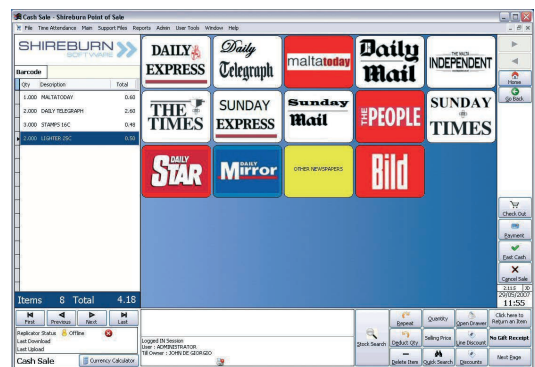 Cash Sale - Shireburn Point of Sale
File Time Attendance Main Support Files Reports Admin User Tools Window Help
SHIREBURN
SOFTWARE
Barcode
Qty Description Total
1.000 MALTATODAY 0.60
2.000 DAILY TELEGRAPH 2.60
3.000 STAMPS 16C 0.48
2.000 LIGHTER 25C 0.50
Items 8 Total 4.18
First Previous Next Last
Replicator Status Offline
Last Download
Last Upload
Cash Sale Currency Calculator
DAILY EXPRESS
Daily Telegraph
maltatoday
Daily Mail
THE MALTA INDEPENDENT
THE TIMES
SUNDAY EXPRESS
Sunday Mail
THE PEOPLE
SUNDAY TIMES
DAILY STAR
Mirror
OTHER NEWSPAPERS
Bild
Logged IN Session
User : ADMINISTRATOR
Till Owner : JOHN DE GIORGIO
Home
Go Back
Check Out
Payment
Fast Cash
Cancel Sale
2.11.6 JD
29/05/2007
11:55
Stock Search
Repeat Quantity Open Drawer Click here to Return an Item
Deduct Qty Selling Price Line Discount No Gift Receipt
Delete Item Quick Search Discounts Next Page